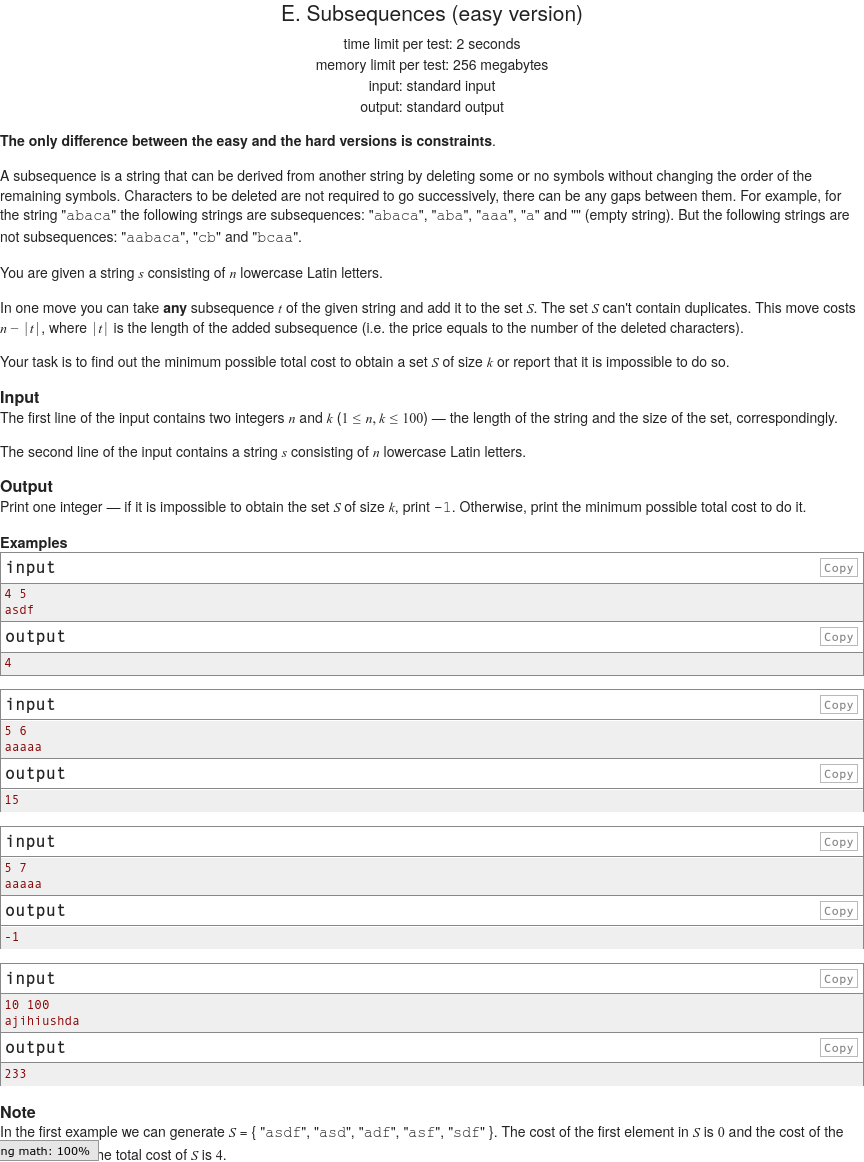 E. Subsequences (easy version)
time limit per test: 2 seconds
memory limit per test: 256 megabytes
input: standard input
output: standard output
The only difference between the easy and the hard versions is constraints.
A subsequence is a string that can be derived from another string by deleting some or no symbols without changing the order of the
remaining symbols. Characters to be deleted are not required to go successively, there can be any gaps between them. For example, for
the string "abaca" the following strings are subsequences: "abaca", "aba", "aaa", "a" and "" (empty string). But the following strings are
not subsequences: "aabaca", "cb" and "bcaa".
You are given a string s consisting of n lowercase Latin letters.
In one move you can take any subsequence t of the given string and add it to the set S. The set S can't contain duplicates. This move costs
n − |t|, where |t| is the length of the added subsequence (i.e. the price equals to the number of the deleted characters).
Your task is to find out the minimum possible total cost to obtain a set S of size k or report that it is impossible to do so.
Input
The first line of the input contains two integers n and k (1 ≤ n, k ≤ 100) — the length of the string and the size of the set, correspondingly.
The second line of the input contains a string s consisting of n lowercase Latin letters.
Output
Print one integer — if it is impossible to obtain the set S of size k, print -1. Otherwise, print the minimum possible total cost to do it.
Examples
input Copy
4 5
asdf
output Copy
4
input Copy
5 6
aaaaa
output Copy
15
input Copy
5 7
aaaaa
output Copy
-1
input Copy
10 100
ajihiushda
output Copy
233
Note
In the first example we can generate S = { "asdf", "asd", "adf", "asf", "sdf" }. The cost of the first element in S is 0 and the cost of the
ng math: 100% he total cost of S is 4.